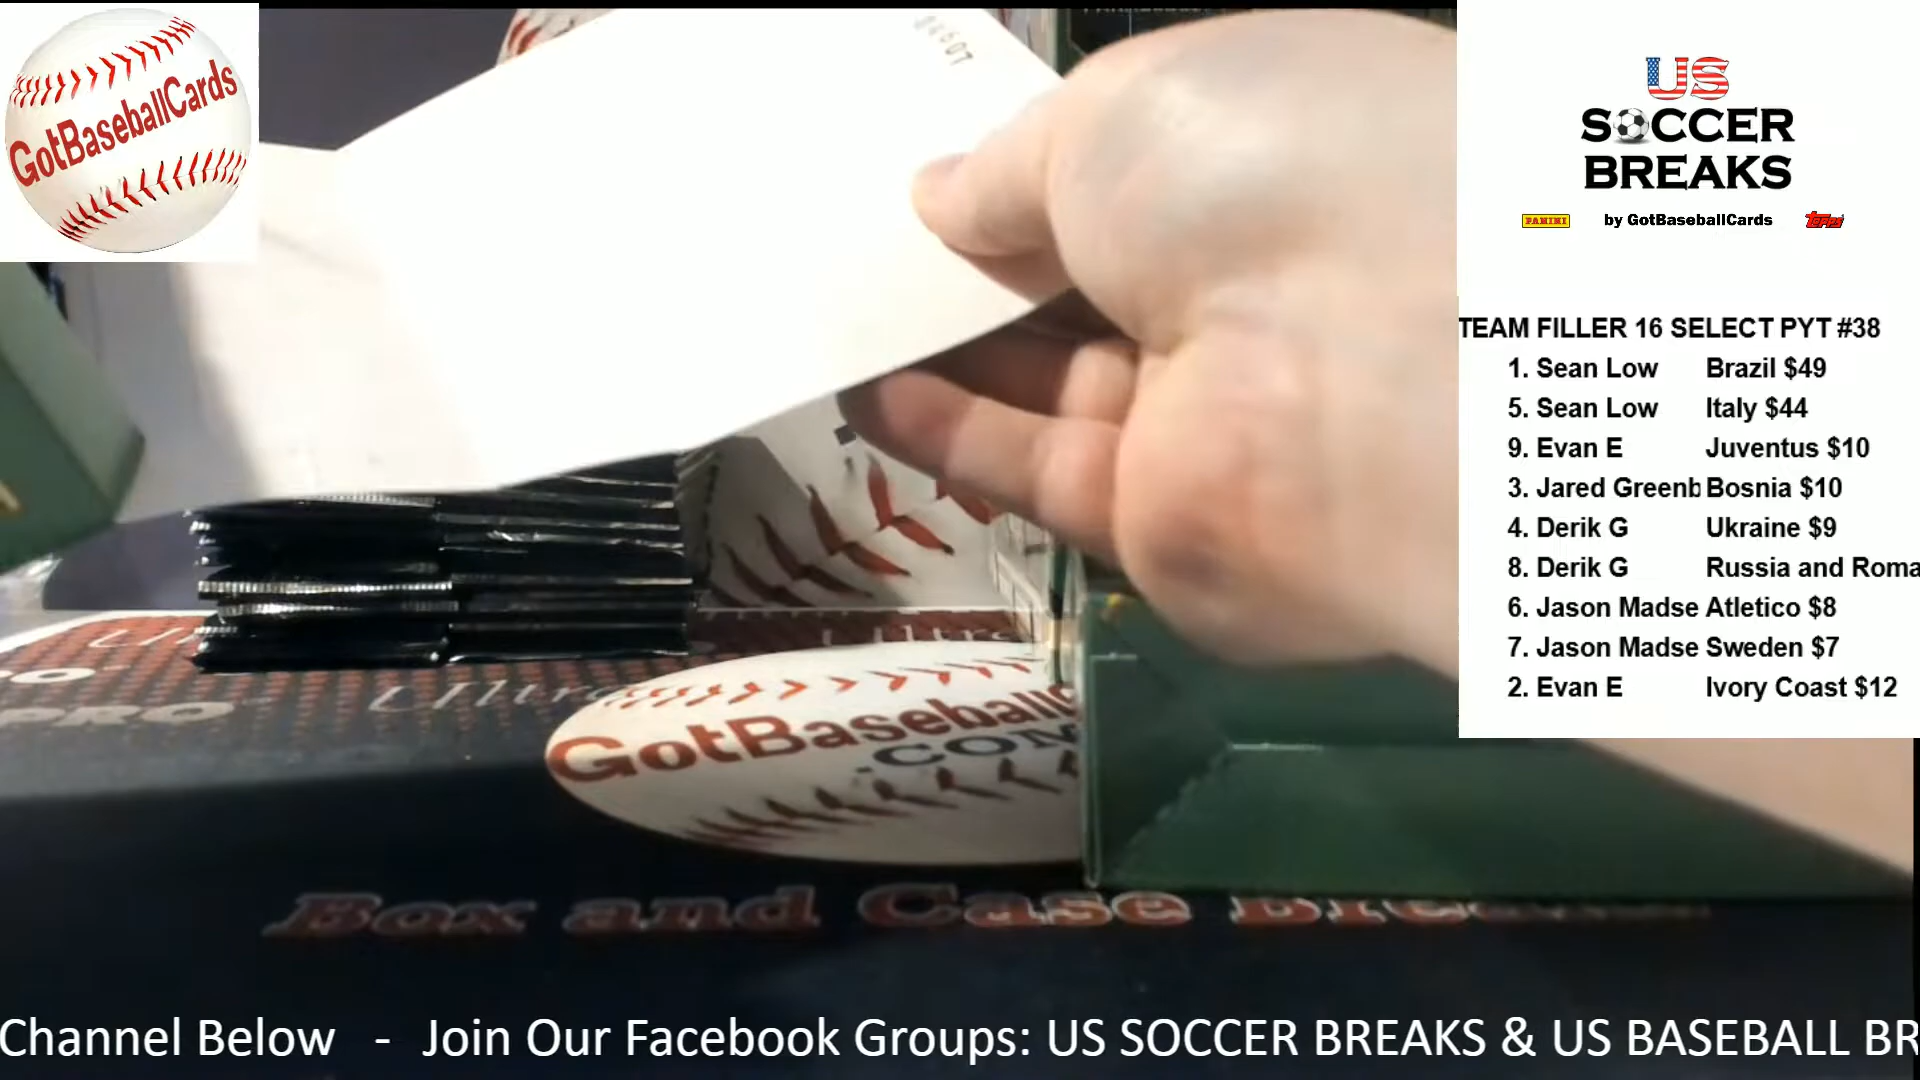 GotBaseballCards
US
SOCCER
BREAKS
PANINI by GotBaseballCards TOPPS
TEAM FILLER 16 SELECT PYT #38
1. Sean Low Brazil $49
5. Sean Low Italy $44
9. Evan E Juventus $10
3. Jared Greenb Bosnia $10
4. Derik G Ukraine $9
8. Derik G Russia and Roma
6. Jason Madse Atletico $8
7. Jason Madse Sweden $7
2. Evan E Ivory Coast $12
Ultra
PRO
GotBaseballC
.COM
Box and Case
Channel Below - Join Our Facebook Groups: US SOCCER BREAKS & US BASEBALL BR